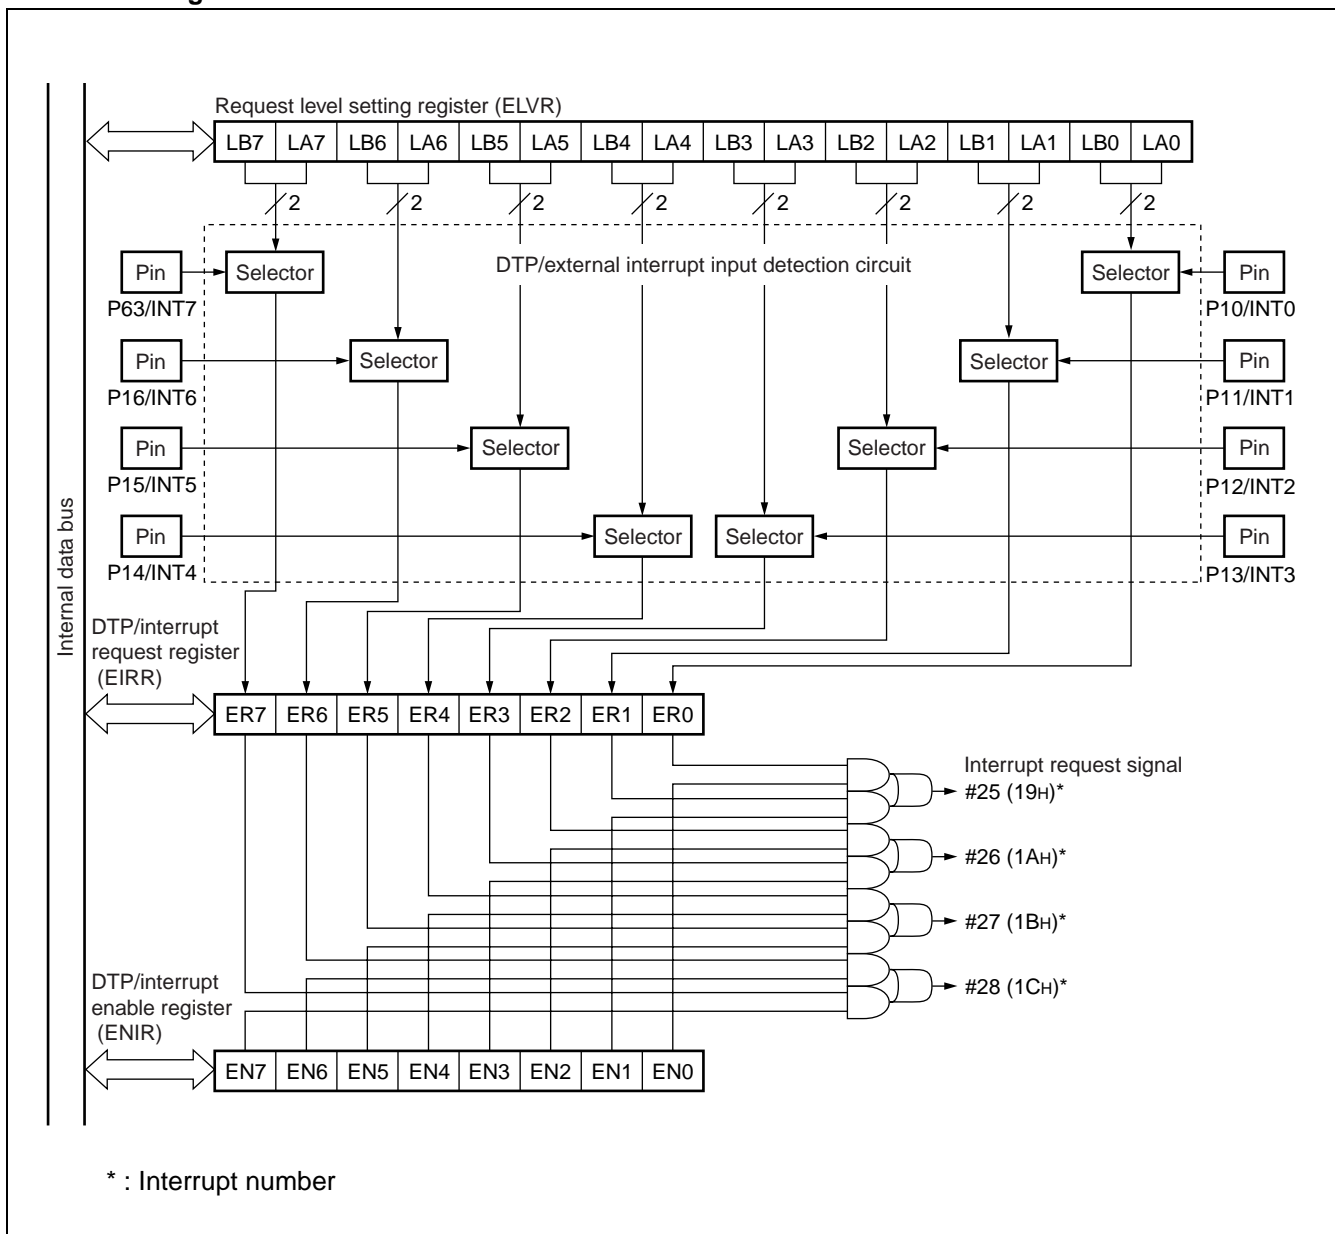 Request level setting register (ELVR)
LB7 LA7 LB6 LA6 LB5 LA5 LB4 LA4 LB3 LA3 LB2 LA2 LB1 LA1 LB0 LA0
2 2 2 2 2 2 2 2
DTP/external interrupt input detection circuit
Pin Selector Selector Pin
P63/INT7 P10/INT0
Pin Selector Selector Pin
P16/INT6 P11/INT1
Pin Selector Selector Pin
P15/INT5 P12/INT2
Pin Selector Selector Pin
P14/INT4 P13/INT3
Internal data bus
DTP/interrupt
request register
(EIRR)
ER7 ER6 ER5 ER4 ER3 ER2 ER1 ER0
Interrupt request signal
#25 (19H)*
#26 (1AH)*
#27 (1BH)*
#28 (1CH)*
DTP/interrupt
enable register
(ENIR)
EN7 EN6 EN5 EN4 EN3 EN2 EN1 EN0
* : Interrupt number